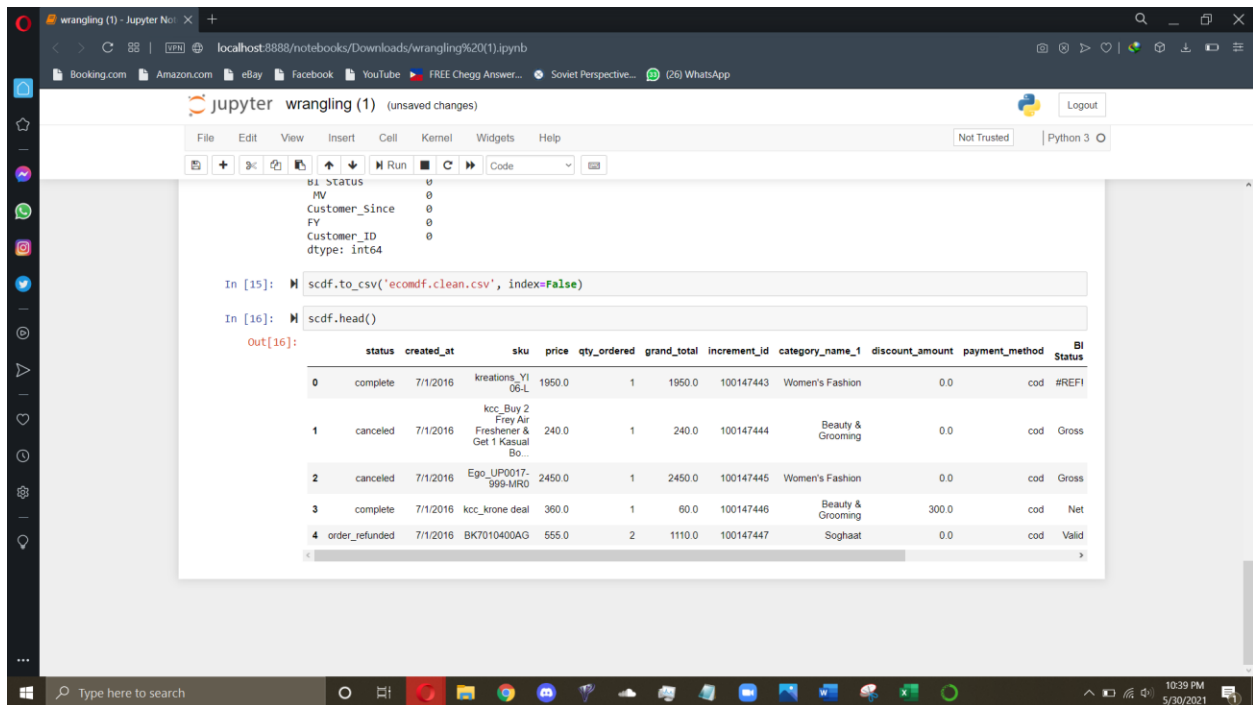 wrangling (1) - Jupyter Not
VPN localhost:8888/notebooks/Downloads/wrangling%20(1).ipynb
Booking.com Amazon.com eBay Facebook YouTube FREE Chegg Answer... Soviet Perspective... (26) WhatsApp
jupyter wrangling (1) (unsaved changes) Logout
File Edit View Insert Cell Kernel Widgets Help Not Trusted Python 3
Run Code
BI Status 0
MV 0
Customer_Since 0
FY 0
Customer_ID 0
dtype: int64
In [15]: scdf.to_csv('ecomdf.clean.csv', index=False)
In [16]: scdf.head()
Out[16]:
status created_at sku price qty_ordered grand_total increment_id category_name_1 discount_amount payment_method BI Status
0 complete 7/1/2016 kreations_YI 06-L 1950.0 1 1950.0 100147443 Women's Fashion 0.0 cod #REF!
1 canceled 7/1/2016 kcc_Buy 2 Frey Air Freshener & Get 1 Kasual Bo... 240.0 1 240.0 100147444 Beauty & Grooming 0.0 cod Gross
2 canceled 7/1/2016 Ego_UP0017-999-MR0 2450.0 1 2450.0 100147445 Women's Fashion 0.0 cod Gross
3 complete 7/1/2016 kcc_krone deal 360.0 1 60.0 100147446 Beauty & Grooming 300.0 cod Net
4 order_refunded 7/1/2016 BK7010400AG 555.0 2 1110.0 100147447 Soghaat 0.0 cod Valid
Type here to search
10:39 PM
5/30/2021